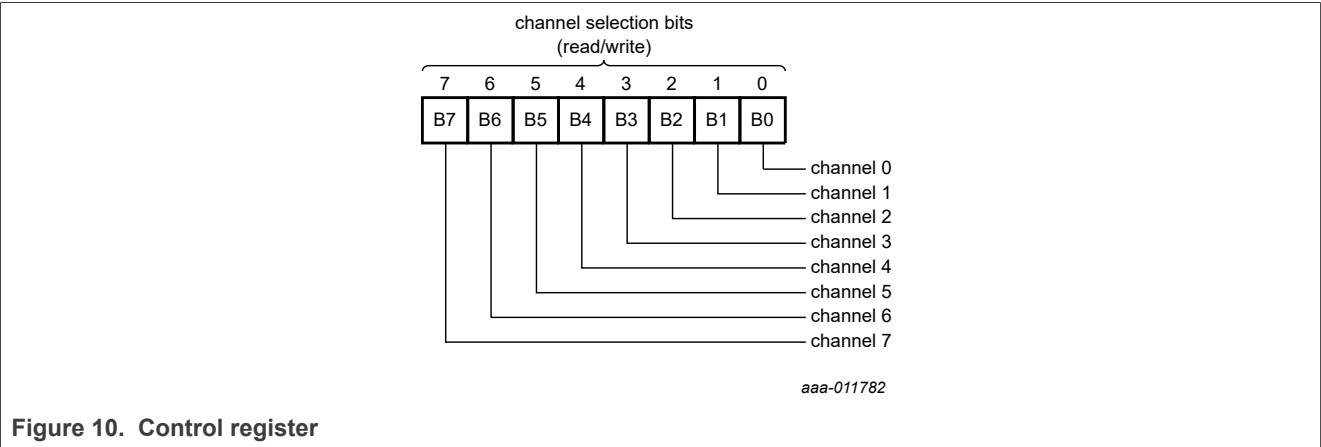 channel selection bits
(read/write)
7 6 5 4 3 2 1 0
B7 B6 B5 B4 B3 B2 B1 B0
channel 0
channel 1
channel 2
channel 3
channel 4
channel 5
channel 6
channel 7
aaa-011782
Figure 10. Control register